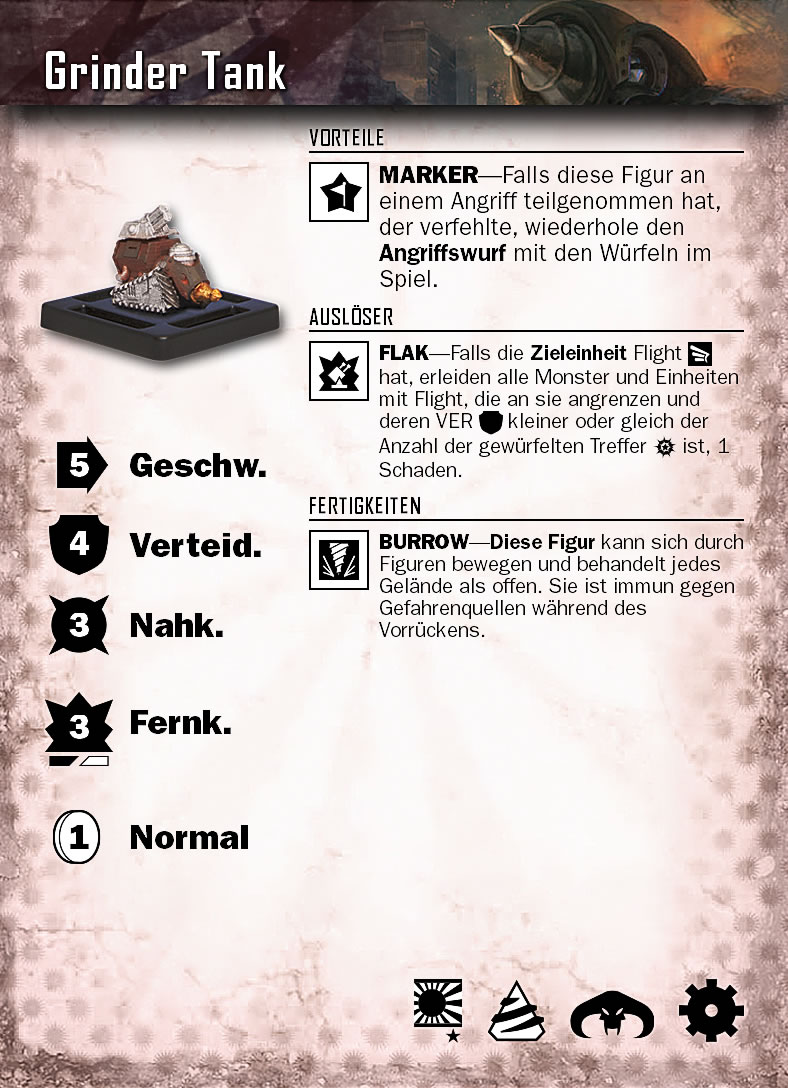 Grinder Tank
VORTEILE
MARKER—Falls diese Figur an
einem Angriff teilgenommen hat,
der verfehlte, wiederhole den
Angriffswurf mit den Würfeln im
Spiel.
AUSLÖSER
FLAK—Falls die Zieleinheit Flight
hat, erleiden alle Monster und Einheiten
mit Flight, die an sie angrenzen und
deren VER kleiner oder gleich der
Anzahl der gewürfelten Treffer ist, 1
Schaden.
FERTIGKEITEN
BURROW—Diese Figur kann sich durch
Figuren bewegen und behandelt jedes
Gelände als offen. Sie ist immun gegen
Gefahrenquellen während des
Vorrückens.
5 Geschw.
4 Verteid.
3 Nahk.
3 Fernk.
1 Normal